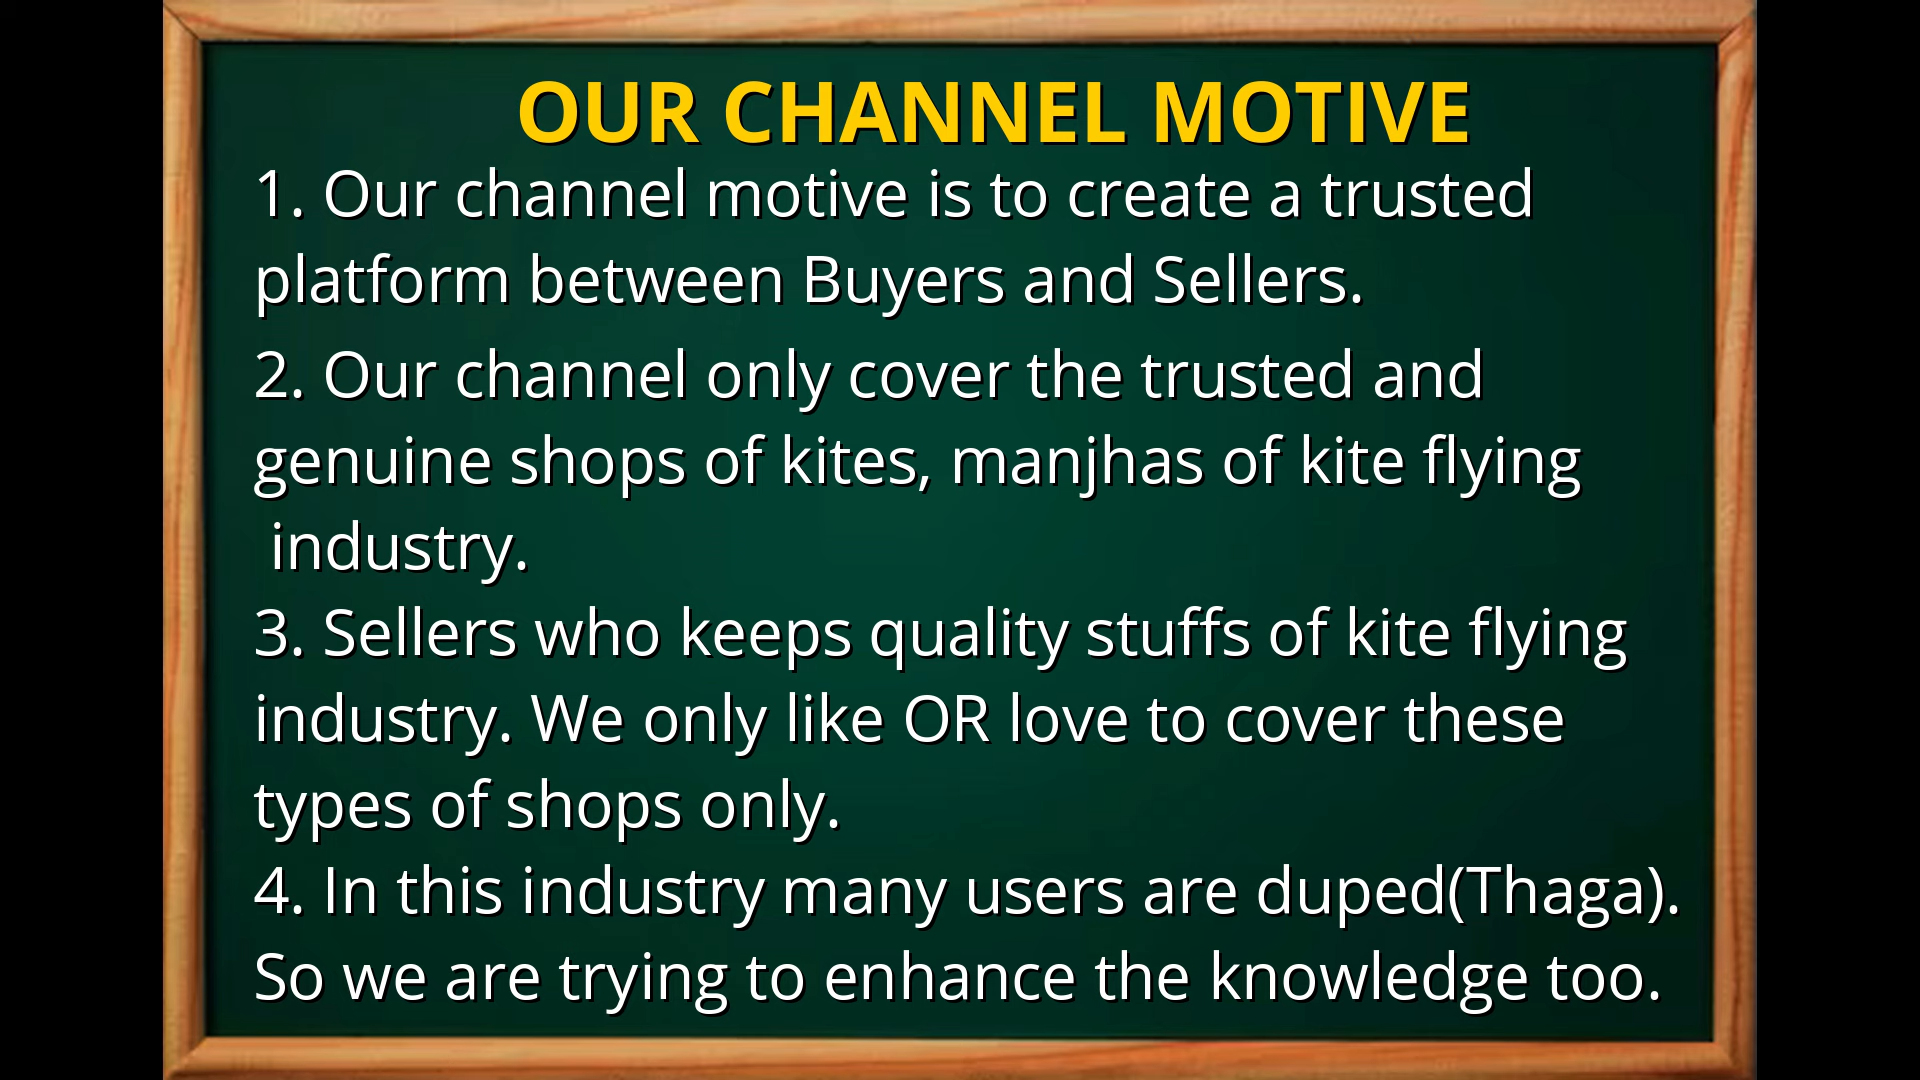 OUR CHANNEL MOTIVE
1. Our channel motive is to create a trusted
platform between Buyers and Sellers.
2. Our channel only cover the trusted and
genuine shops of kites, manjhas of kite flying
industry.
3. Sellers who keeps quality stuffs of kite flying
industry. We only like OR love to cover these
types of shops only.
4. In this industry many users are duped(Thaga).
So we are trying to enhance the knowledge too.